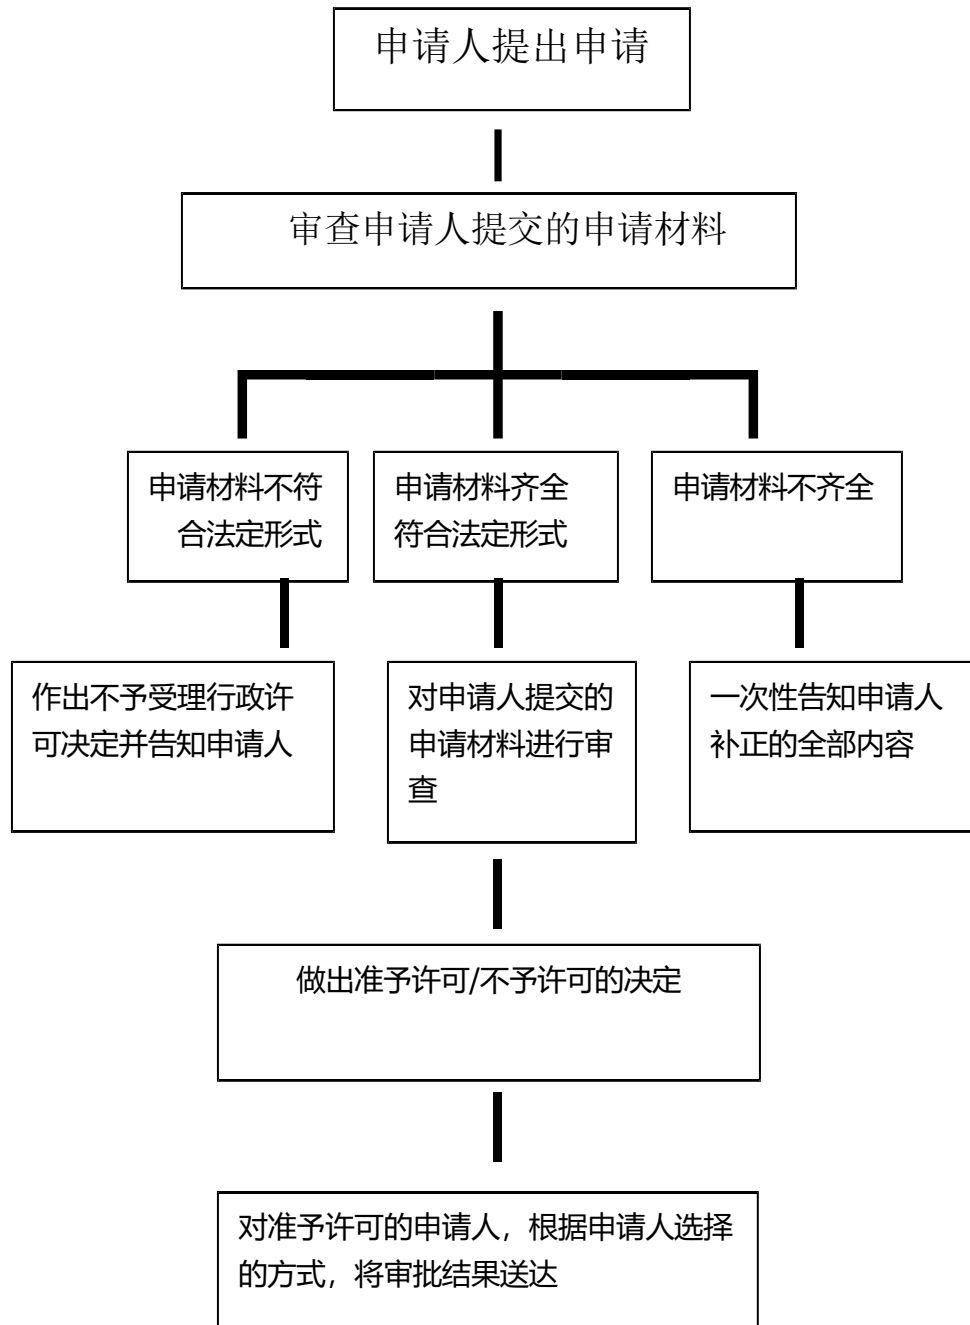 申请人提出申请
审查申请人提交的申请材料
申请材料不符
合法定形式
申请材料齐全
符合法定形式
申请材料不齐全
作出不予受理行政许
可决定并告知申请人
对申请人提交的
申请材料进行审
查
一次性告知申请人
补正的全部内容
做出准予许可/不予许可的决定
对准予许可的申请人，根据申请人选择
的方式，将审批结果送达